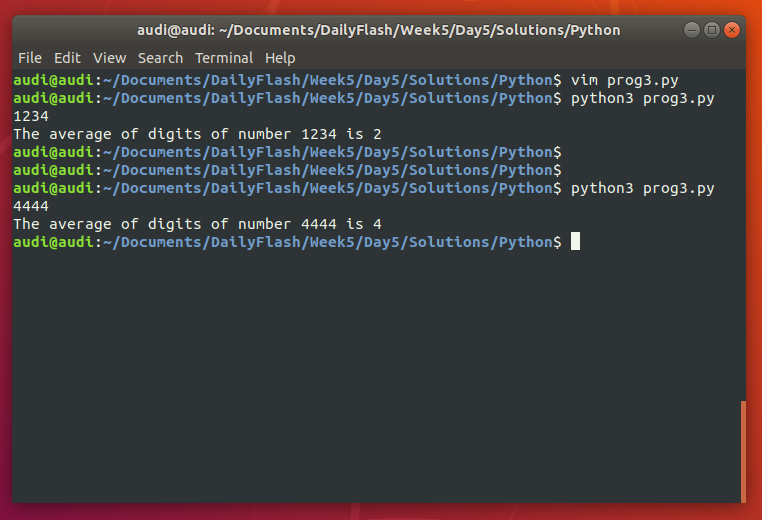 audi@audi: ~/Documents/DailyFlash/Week5/Day5/Solutions/Python
File Edit View Search Terminal Help
audi@audi:~/Documents/DailyFlash/Week5/Day5/Solutions/Python$ vim prog3.py
audi@audi:~/Documents/DailyFlash/Week5/Day5/Solutions/Python$ python3 prog3.py
1234
The average of digits of number 1234 is 2
audi@audi:~/Documents/DailyFlash/Week5/Day5/Solutions/Python$
audi@audi:~/Documents/DailyFlash/Week5/Day5/Solutions/Python$
audi@audi:~/Documents/DailyFlash/Week5/Day5/Solutions/Python$ python3 prog3.py
4444
The average of digits of number 4444 is 4
audi@audi:~/Documents/DailyFlash/Week5/Day5/Solutions/Python$